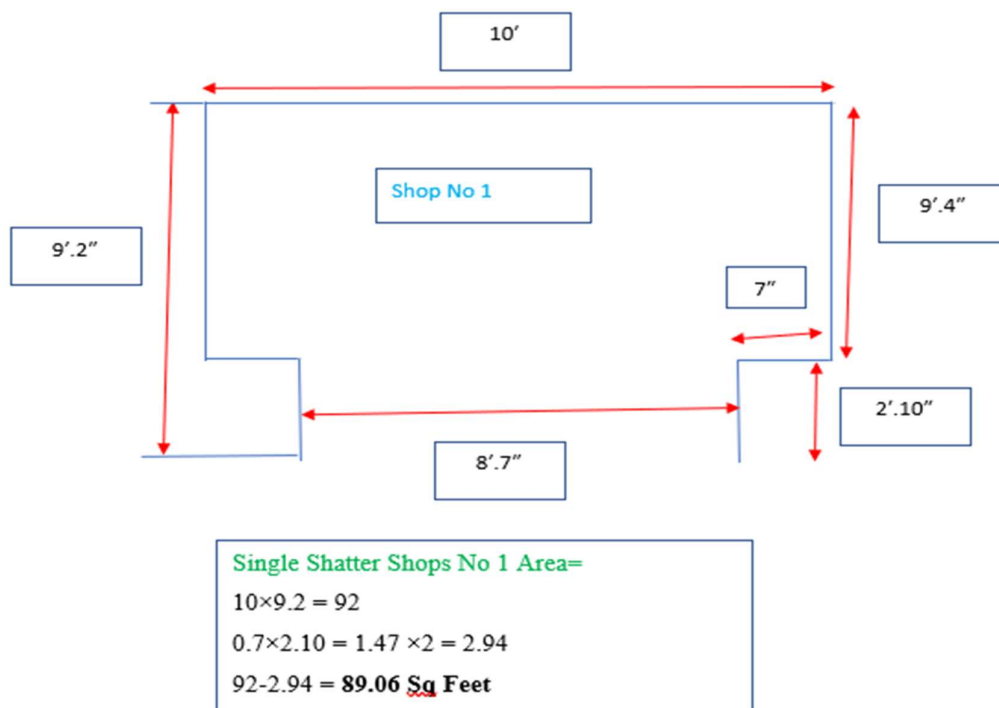 10′
Shop No 1
9′.4″
9′.2″
7″
2′.10″
8′.7″
Single Shatter Shops No 1 Area=
10×9.2 = 92
0.7×2.10 = 1.47 ×2 = 2.94
92-2.94 = 89.06 Sq Feet